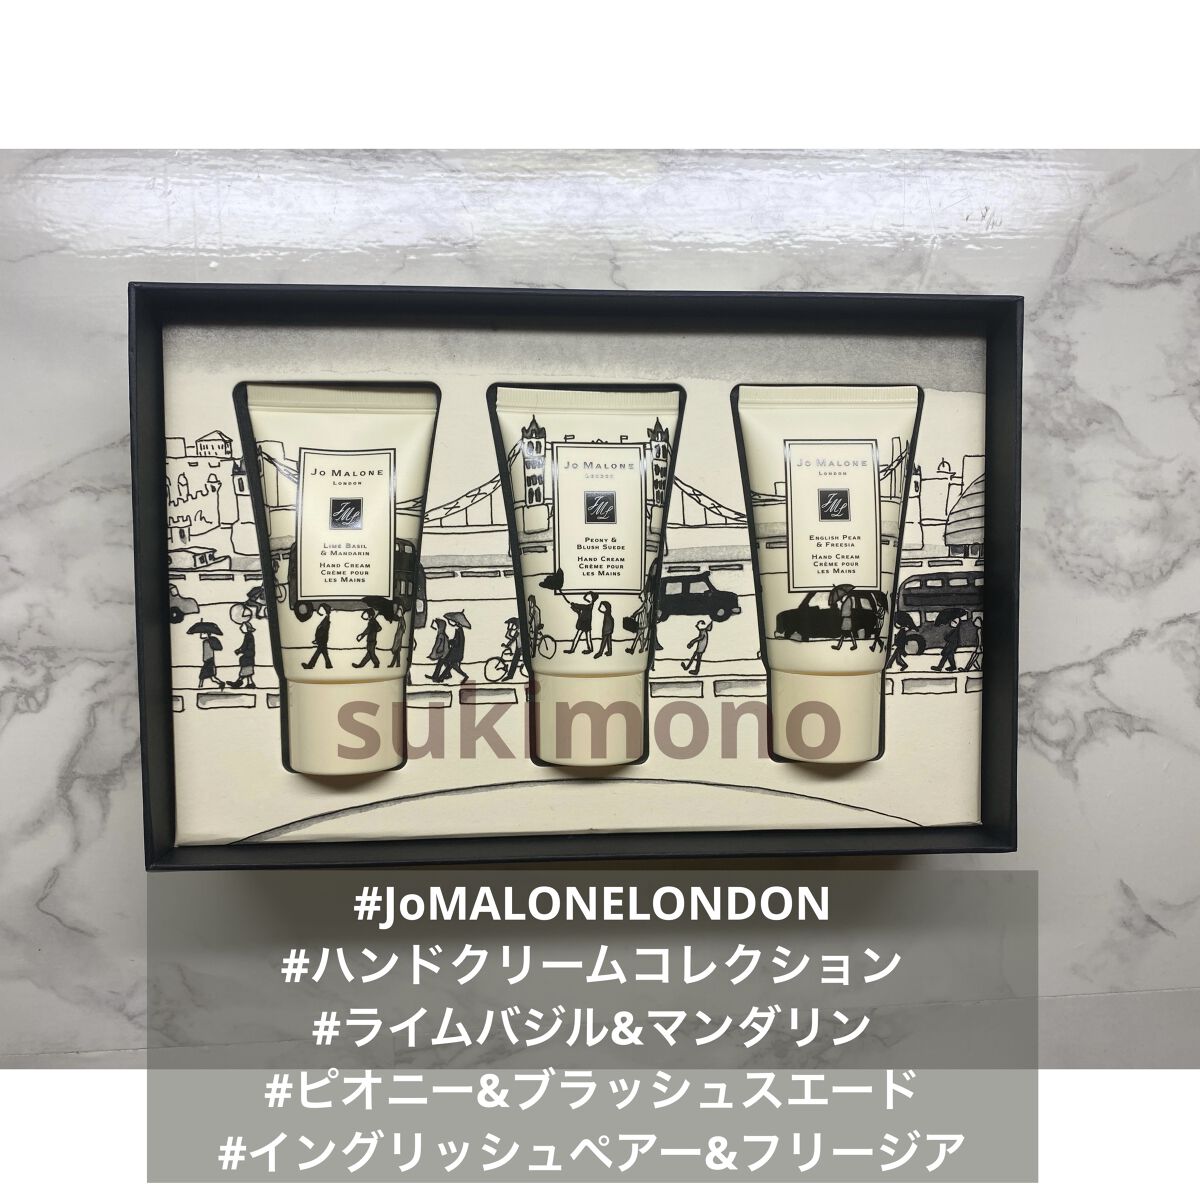 JO MALONE
LONDON
JML
LIME BASIL
& MANDARIN
HAND CREAM
CRÈME POUR
LES MAINS
JO MALONE
LONDON
JML
PEONY &
BLUSH SUEDE
HAND CREAM
CRÈME POUR
LES MAINS
JO MALONE
LONDON
JML
ENGLISH PEAR
& FREESIA
HAND CREAM
CRÈME POUR
LES MAINS
sukimono
#JoMALONELONDON
#ハンドクリームコレクション
#ライムバジル&マンダリン
#ピオニー&ブラッシュスエード
#イングリッシュペアー&フリージア